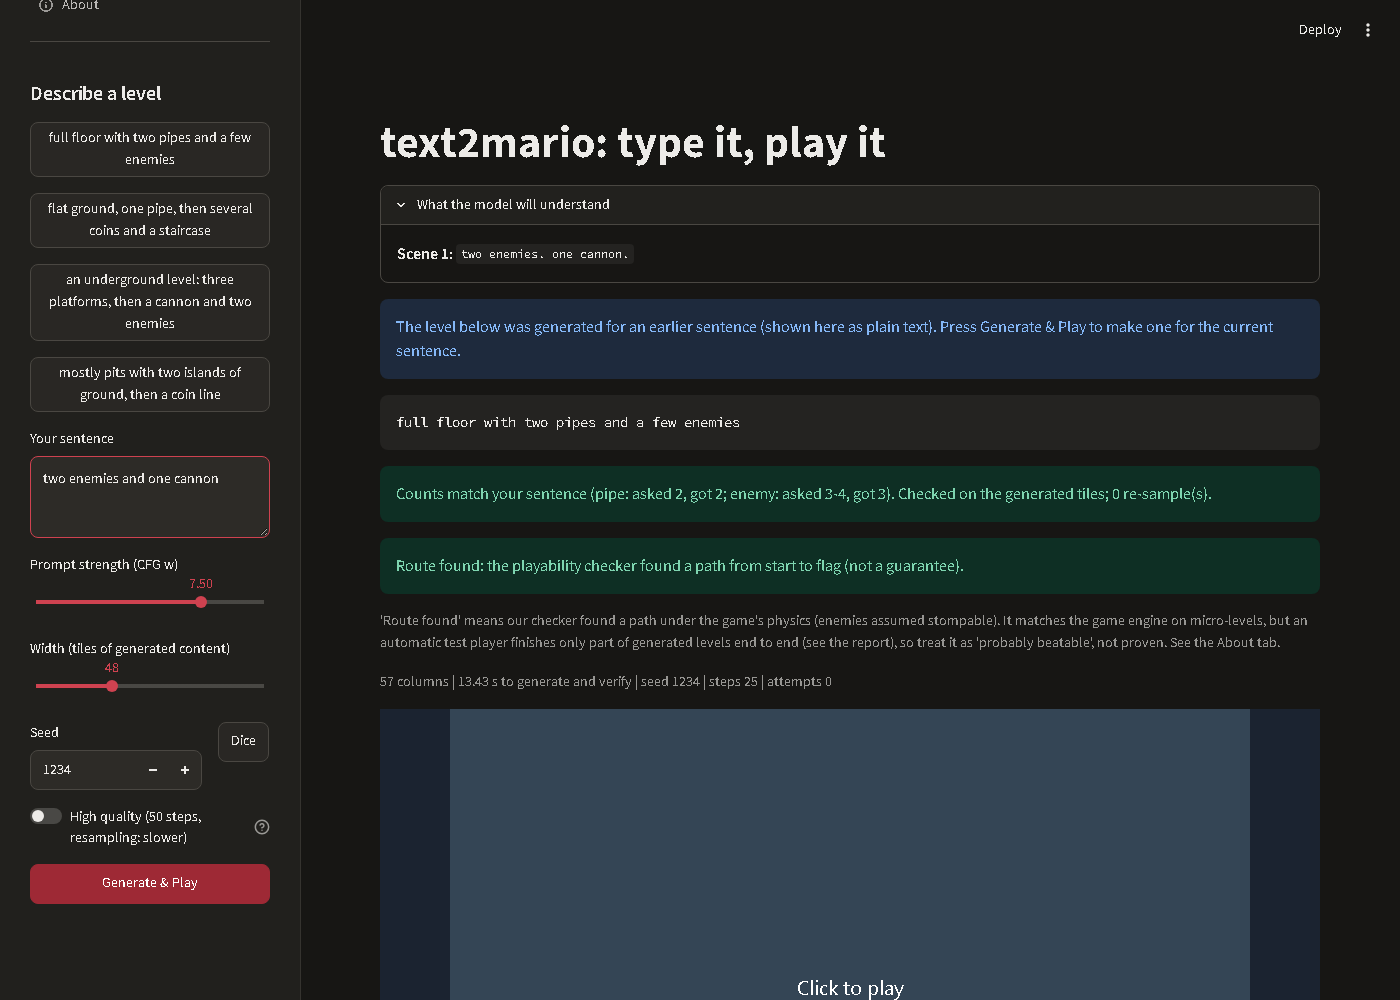 About
Describe a level
full floor with two pipes and a few
enemies
flat ground, one pipe, then several
coins and a staircase
an underground level: three
platforms, then a cannon and two
enemies
mostly pits with two islands of
ground, then a coin line
Your sentence
two enemies and one cannon
Prompt strength (CFG w)
7.50
Width (tiles of generated content)
48
Seed
1234
Dice
High quality (50 steps,
resampling: slower)
Generate & Play
Deploy
text2mario: type it, play it
What the model will understand
Scene 1: two enemies. one cannon.
The level below was generated for an earlier sentence (shown here as plain text). Press Generate & Play to make one for the current
sentence.
full floor with two pipes and a few enemies
Counts match your sentence (pipe: asked 2, got 2; enemy: asked 3-4, got 3). Checked on the generated tiles; 0 re-sample(s).
Route found: the playability checker found a path from start to flag (not a guarantee).
'Route found' means our checker found a path under the game's physics (enemies assumed stompable). It matches the game engine on micro-levels, but an
automatic test player finishes only part of generated levels end to end (see the report), so treat it as 'probably beatable', not proven. See the About tab.
57 columns | 13.43 s to generate and verify | seed 1234 | steps 25 | attempts 0
Click to play